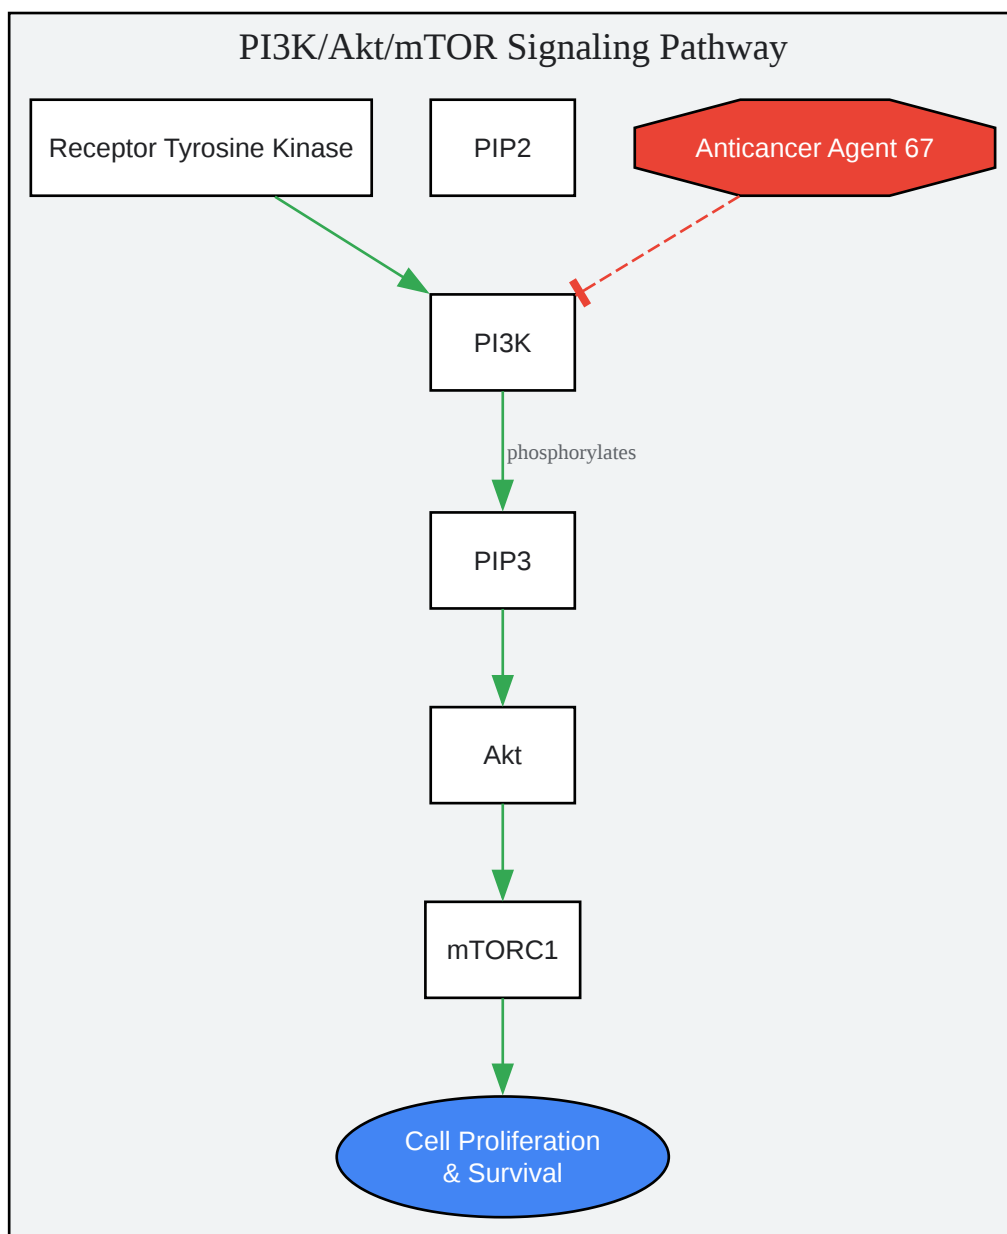 PI3K/Akt/mTOR Signaling Pathway
Receptor Tyrosine Kinase
PIP2
Anticancer Agent 67
PI3K
phosphorylates
PIP3
Akt
mTORC1
Cell Proliferation
& Survival